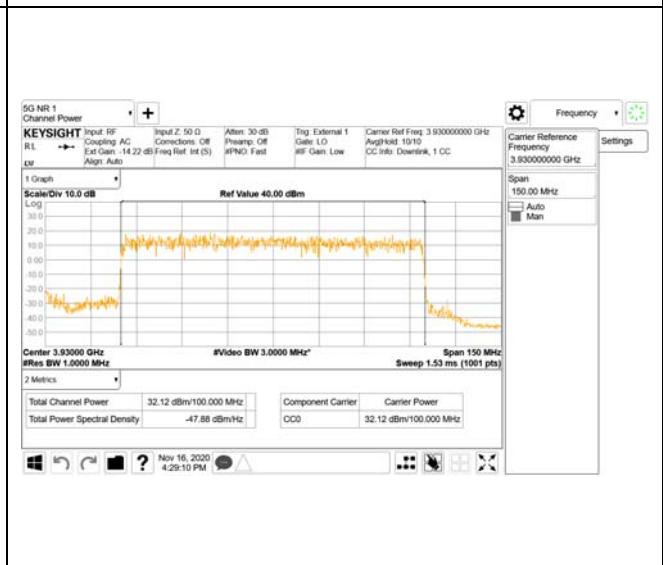 5G NR 1
Channel Power
Frequency
KEYSIGHT
Input: RF
Input Z: 50 Ω
Atten: 30 dB
Trig: External 1
Carrier Ref Freq: 3.930000000 GHz
RL
Coupling: AC
Corrections: Off
Preamp: Off
Gate: LO
Avg|Hold: 10/10
Ext Gain: -14.22 dB
Freq Ref: Int (S)
#PNO: Fast
#IF Gain: Low
CC Info: Downlink, 1 CC
Align: Auto
Carrier Reference
Frequency
3.930000000 GHz
Settings
Span
150.00 MHz
Auto
Man
1 Graph
Scale/Div 10.0 dB
Ref Value 40.00 dBm
Log
30.0
20.0
10.0
0.00
-10.0
-20.0
-30.0
-40.0
-50.0
Center 3.93000 GHz
#Video BW 3.0000 MHz*
Span 150 MHz
#Res BW 1.0000 MHz
Sweep 1.53 ms (1001 pts)
2 Metrics
Total Channel Power
32.12 dBm/100.000 MHz
Component Carrier
Carrier Power
Total Power Spectral Density
-47.88 dBm/Hz
CC0
32.12 dBm/100.000 MHz
?
Nov 16, 2020
4:29:10 PM